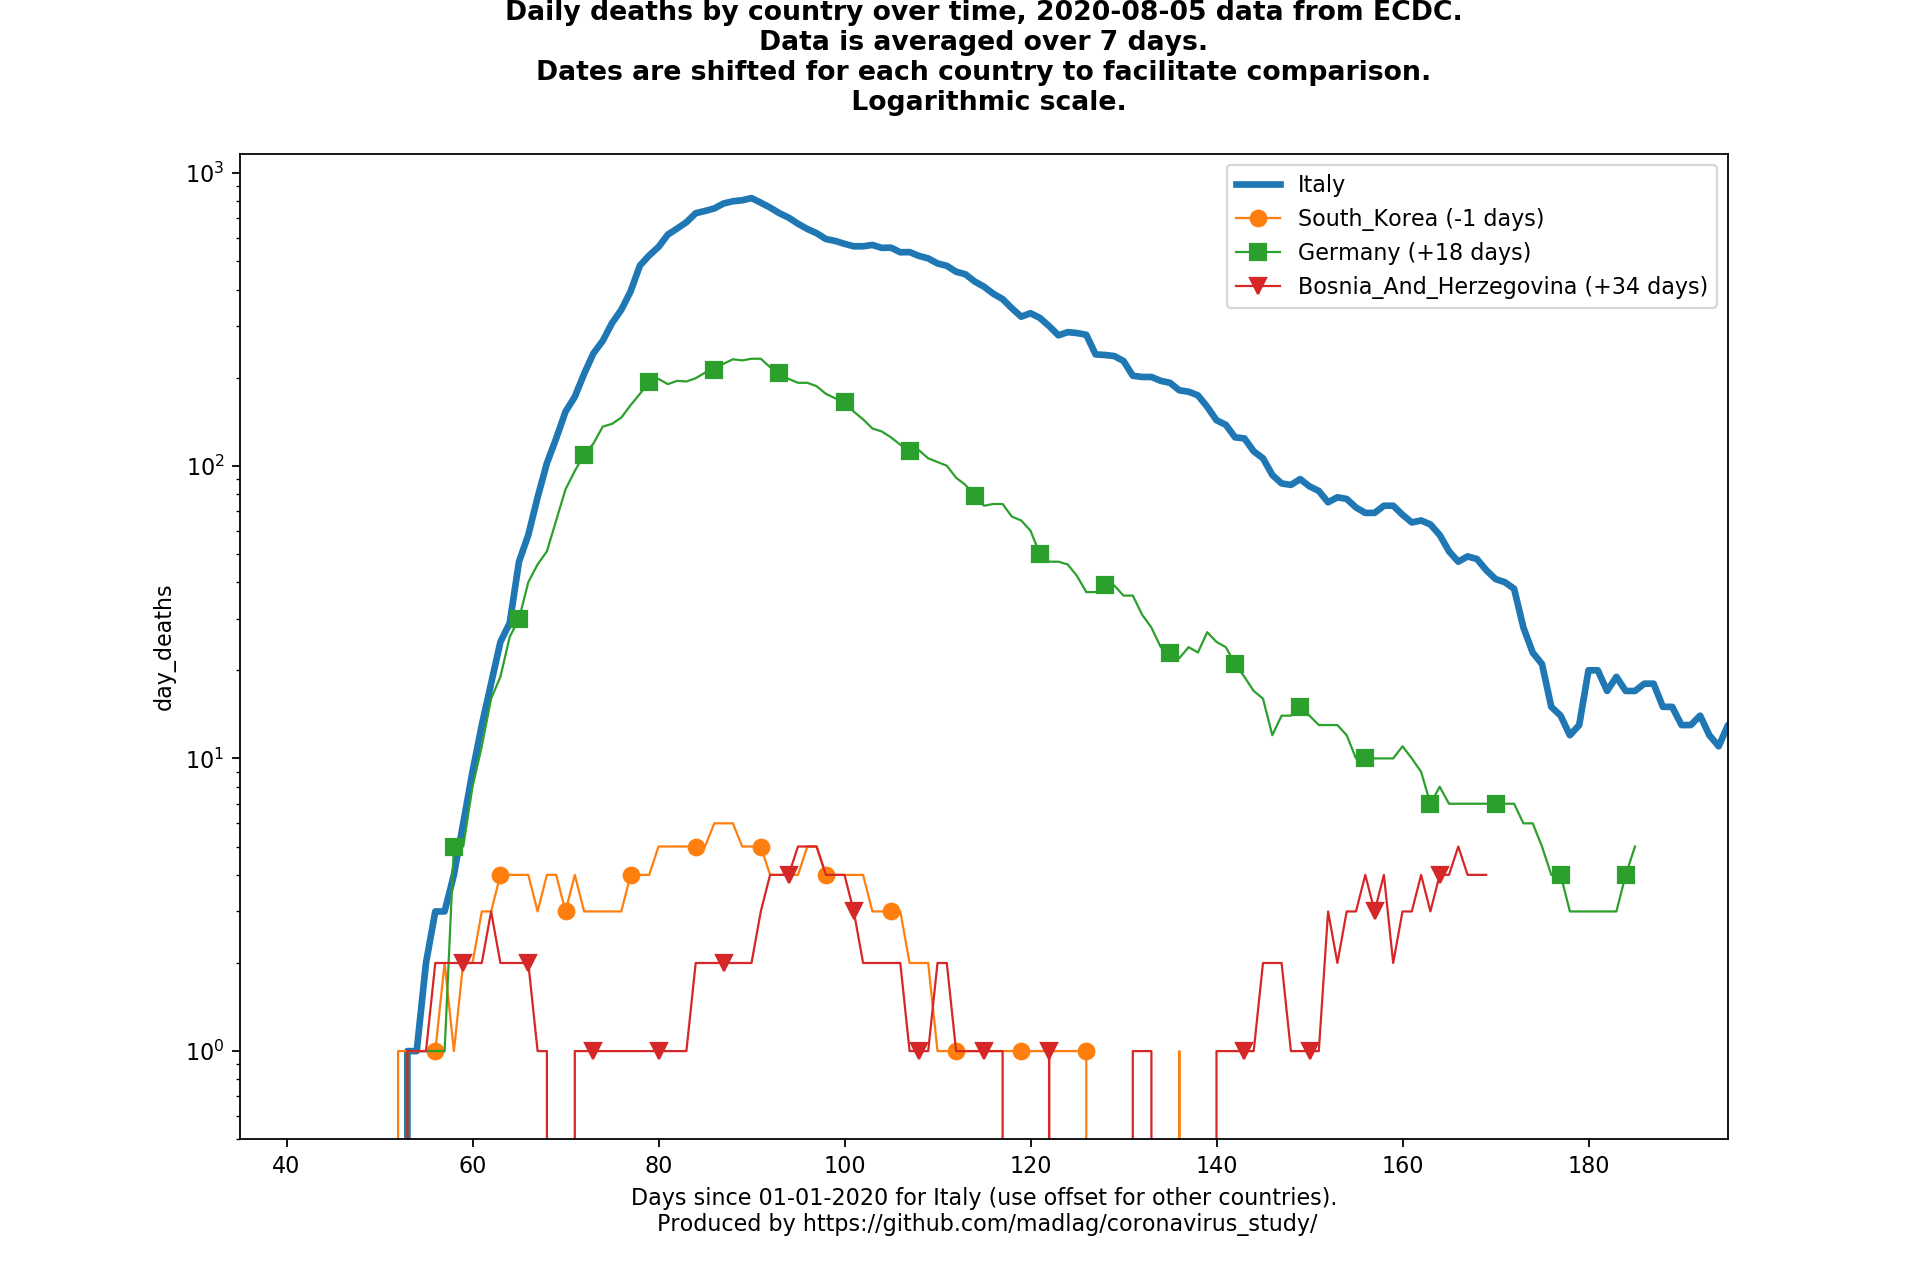 Daily deaths by country over time, 2020-08-05 data from ECDC.
Data is averaged over 7 days.
Dates are shifted for each country to facilitate comparison.
Logarithmic scale.
10³
10²
10¹
10⁰
day_deaths
Italy
South_Korea (-1 days)
Germany (+18 days)
Bosnia_And_Herzegovina (+34 days)
40 60 80 100 120 140 160 180
Days since 01-01-2020 for Italy (use offset for other countries).
Produced by https://github.com/madlag/coronavirus_study/